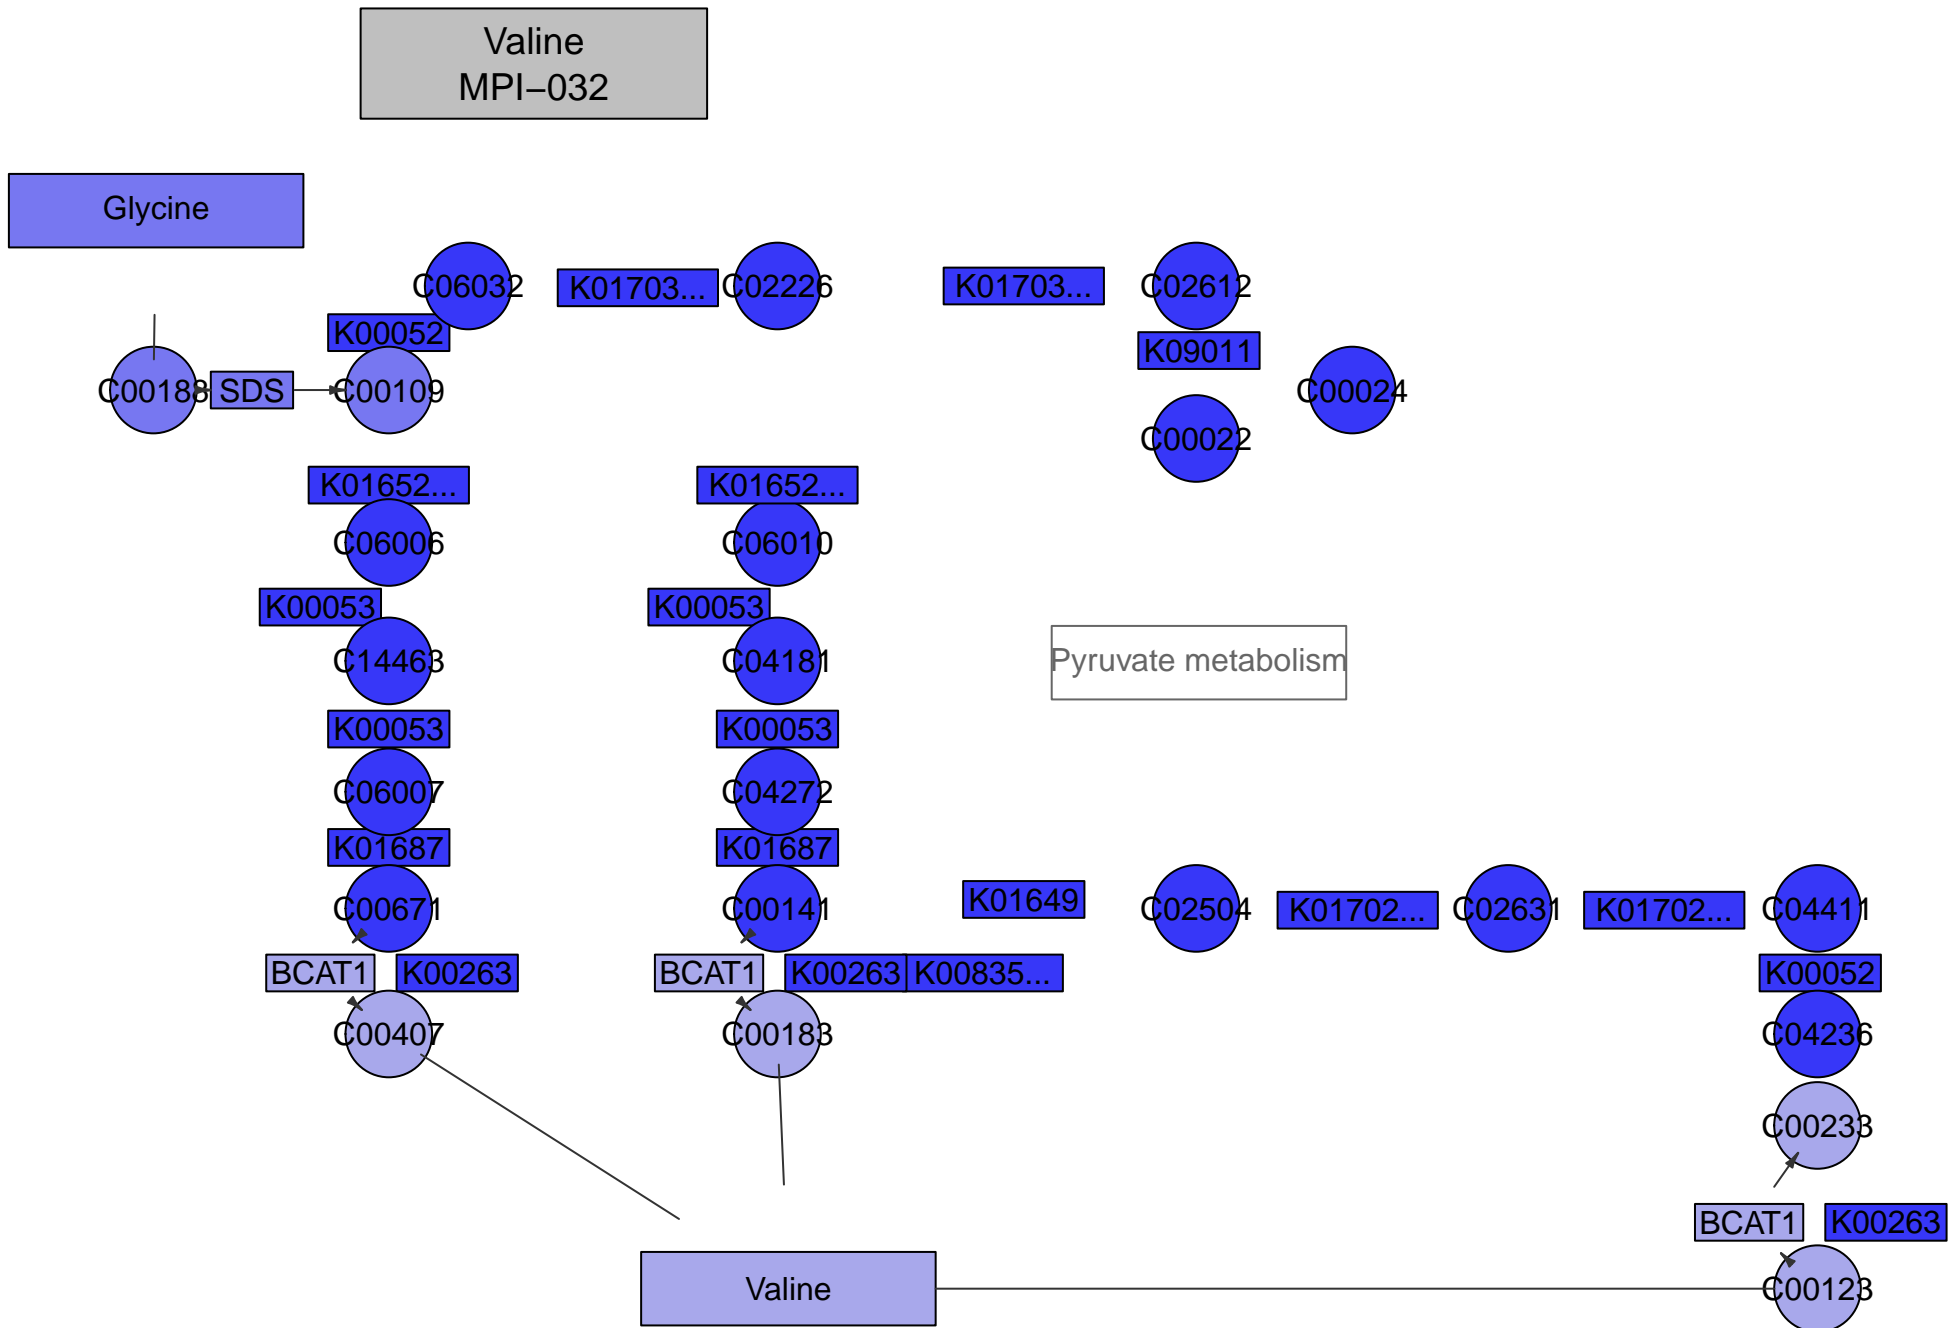 Valine
MPI−032
Glycine
C06032
K01703...
C02226
K01703...
C02612
K00052
K09011
C00188
SDS
C00109
C00024
C00022
K01652...
K01652...
C06006
C06010
K00053
K00053
C14463
C04181
Pyruvate metabolism
K00053
K00053
C06007
C04272
K01687
K01687
C00671
C00141
K01649
C02504
K01702...
C02631
K01702...
C04411
BCAT1
K00263
BCAT1
K00263
K00835...
K00052
C00407
C00183
C04236
C00233
BCAT1
K00263
Valine
C00123